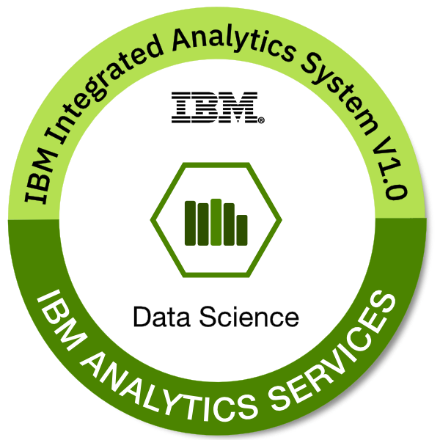 IBM Integrated Analytics System V1.0
IBM®
Data Science
IBM ANALYTICS SERVICES